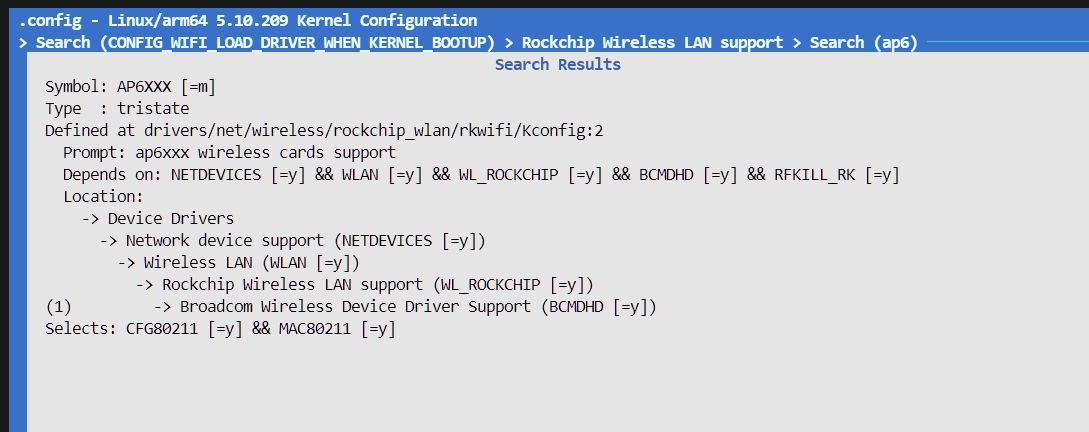 .config - Linux/arm64 5.10.209 Kernel Configuration
> Search (CONFIG_WIFI_LOAD_DRIVER_WHEN_KERNEL_BOOTUP) > Rockchip Wireless LAN support > Search (ap6)
Search Results
Symbol: AP6XXX [=m]
Type  : tristate
Defined at drivers/net/wireless/rockchip_wlan/rkwifi/Kconfig:2
  Prompt: ap6xxx wireless cards support
  Depends on: NETDEVICES [=y] && WLAN [=y] && WL_ROCKCHIP [=y] && BCMDHD [=y] && RFKILL_RK [=y]
  Location:
    -> Device Drivers
      -> Network device support (NETDEVICES [=y])
        -> Wireless LAN (WLAN [=y])
          -> Rockchip Wireless LAN support (WL_ROCKCHIP [=y])
(1)         -> Broadcom Wireless Device Driver Support (BCMDHD [=y])
Selects: CFG80211 [=y] && MAC80211 [=y]